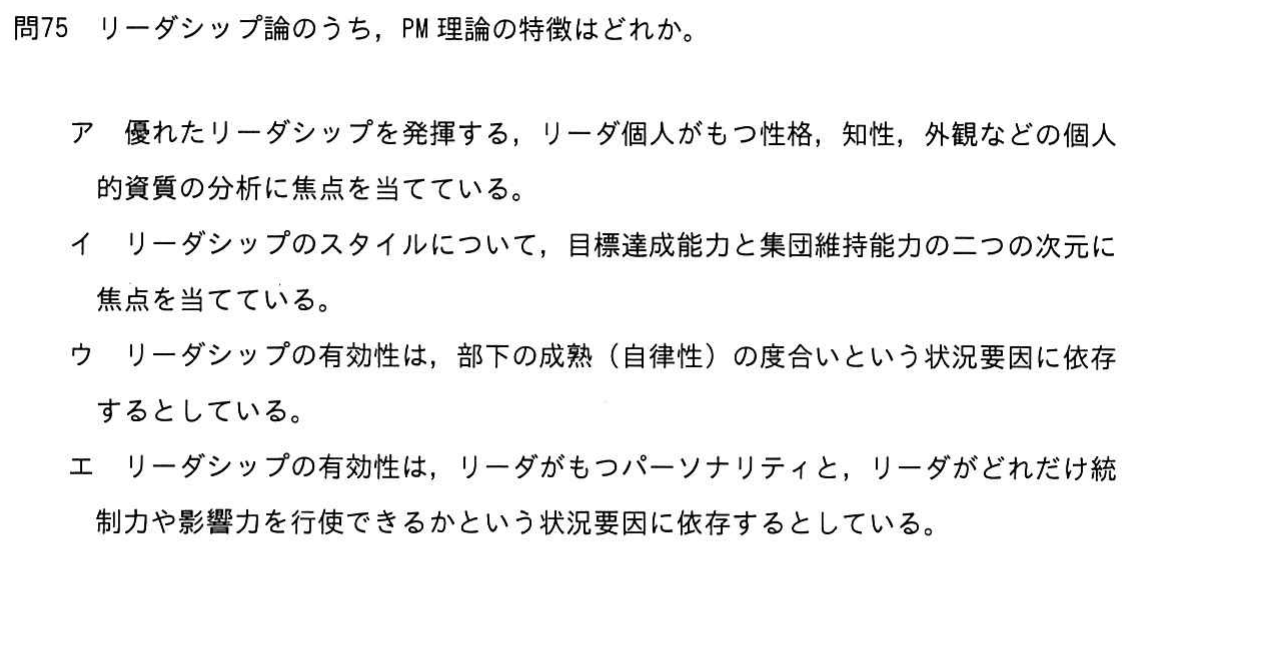 問75　リーダシップ論のうち，PM 理論の特徴はどれか。
ア　優れたリーダシップを発揮する，リーダ個人がもつ性格，知性，外観などの個人
的資質の分析に焦点を当てている。
イ　リーダシップのスタイルについて，目標達成能力と集団維持能力の二つの次元に
焦点を当てている。
ウ　リーダシップの有効性は，部下の成熟（自律性）の度合いという状況要因に依存
するとしている。
エ　リーダシップの有効性は，リーダがもつパーソナリティと，リーダがどれだけ統
制力や影響力を行使できるかという状況要因に依存するとしている。